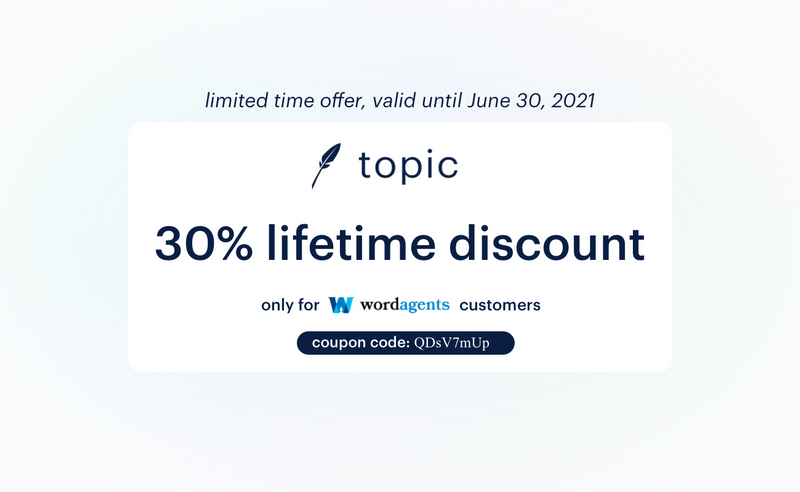 limited time offer, valid until June 30, 2021
topic
30% lifetime discount
only for wordagents customers
coupon code: QDsV7mUp